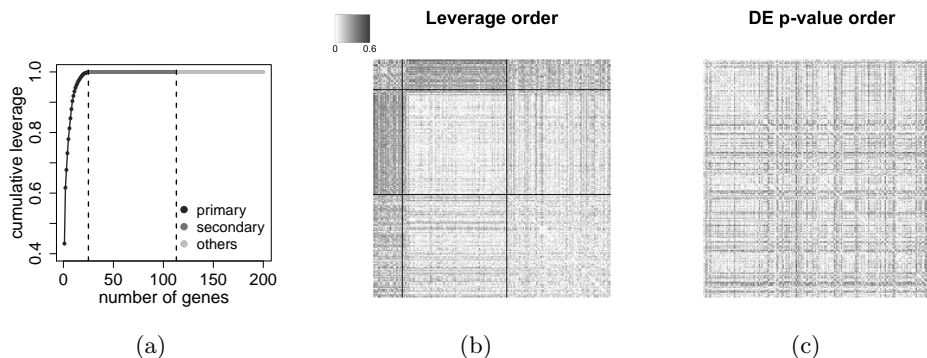 Leverage order
DE p-value order
0 0.6
cumulative leverage
0.4 0.6 0.8 1.0
primary
secondary
others
0 50 100 150 200
number of genes
(a)
(b)
(c)